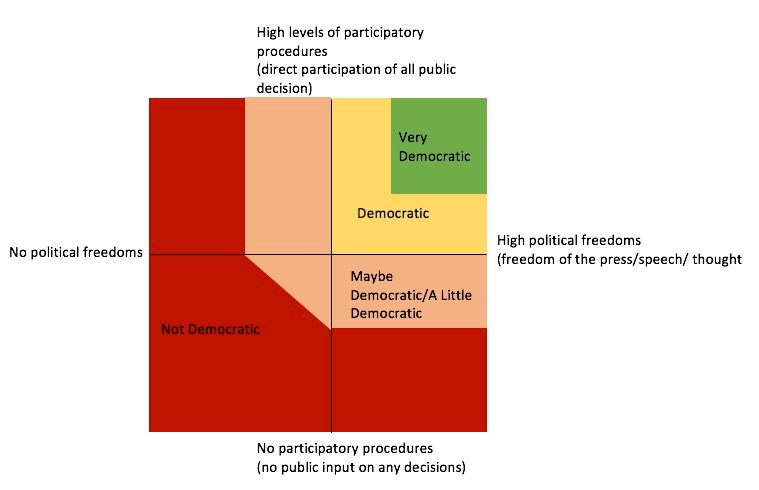 High levels of participatory
procedures
(direct participation of all public
decision)
Very
Democratic
Democratic
No political freedoms
High political freedoms
(freedom of the press/speech/ thought
Maybe
Democratic/A Little
Democratic
Not Democratic
No participatory procedures
(no public input on any decisions)